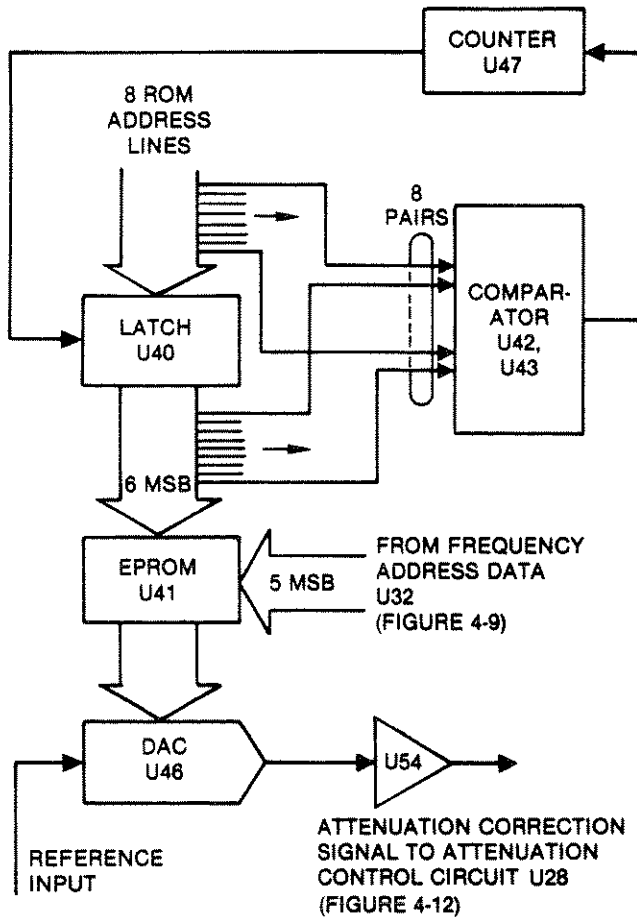 COUNTER
U47
8 ROM
ADDRESS
LINES
8
PAIRS
COMPAR-
ATOR
U42,
U43
LATCH
U40
6 MSB
EPROM
U41
5 MSB
FROM FREQUENCY
ADDRESS DATA
U32
(FIGURE 4-9)
DAC
U46
U54
REFERENCE
INPUT
ATTENUATION CORRECTION
SIGNAL TO ATTENUATION
CONTROL CIRCUIT U28
(FIGURE 4-12)